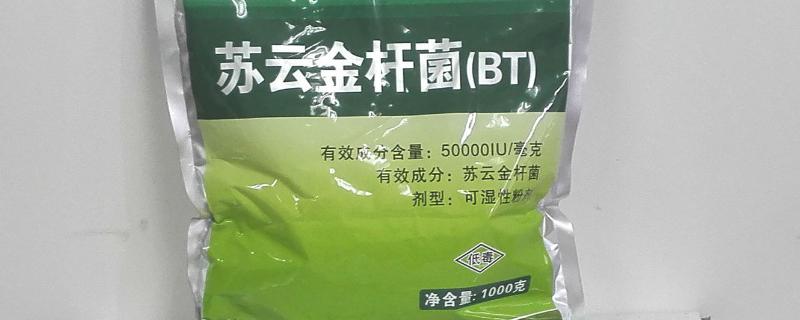 苏云金杆菌(BT)
有效成分含量：50000IU/毫克
有效成分：苏云金杆菌
剂型：可湿性粉剂
低毒
净含量：1000克